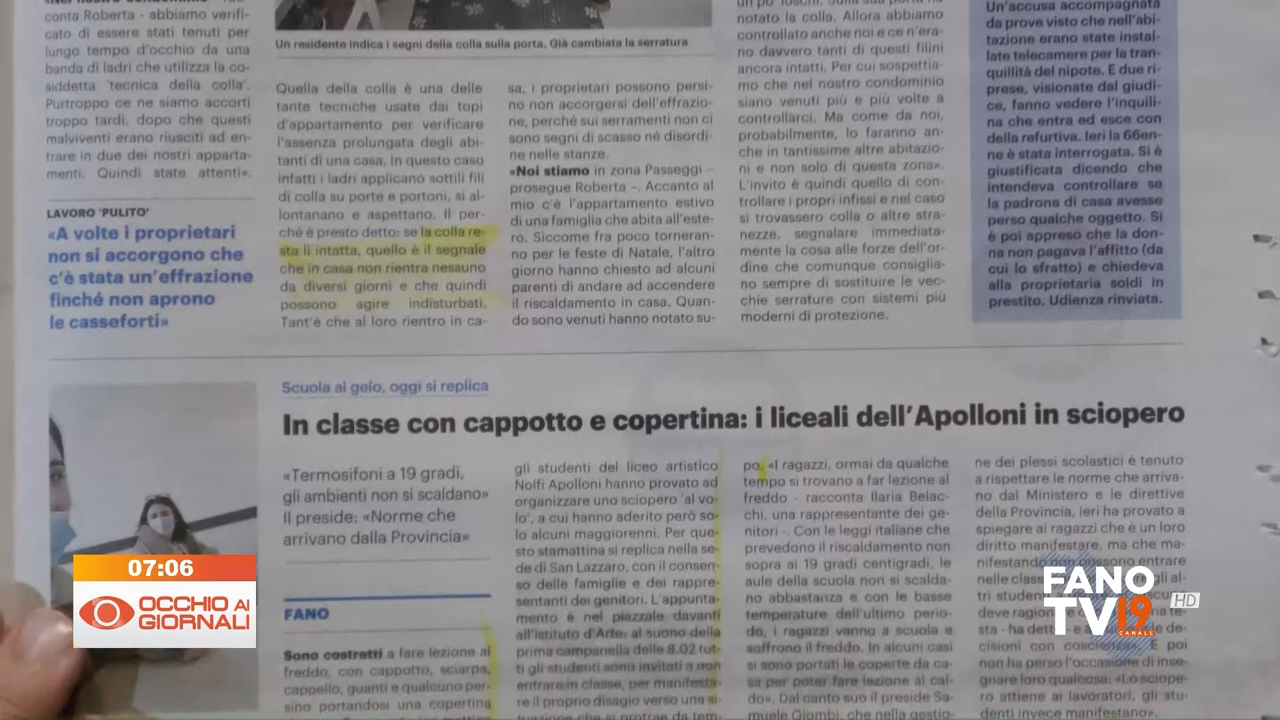 conta Roberta - abbiamo verifi-
cato di essere stati tenuti per
lungo tempo d'occhio da una
banda di ladri che utilizza la co-
siddetta 'tecnica della colla'.
Purtroppo ce ne siamo accorti
troppo tardi, dopo che questi
malviventi erano riusciti ad en-
trare in due dei nostri apparta-
menti. Quindi state attenti».
LAVORO 'PULITO'
«A volte i proprietari
non si accorgono che
c'è stata un'effrazione
finché non aprono
le casseforti»
Un residente indica i segni della colla sulla porta. Già cambiata la serratura
Quella della colla è una delle
tante tecniche usate dai topi
d'appartamento per verificare
l'assenza prolungata degli abi-
tanti di una casa. In questo caso
infatti i ladri applicano sottili fili
di colla su porte e portoni, si al-
lontanano e aspettano. Il per-
ché è presto detto: se la colla re-
sta lì intatta, quello è il segnale
che in casa non rientra nessuno
da diversi giorni e che quindi
possono agire indisturbati.
Tant'è che al loro rientro in ca-
sa, i proprietari possono persi-
no non accorgersi dell'effrazio-
ne, perché sui serramenti non ci
sono segni di scasso né disordi-
ne nelle stanze.
«Noi stiamo in zona Passeggi –
prosegue Roberta –. Accanto al
mio c'è l'appartamento estivo
di una famiglia che abita all'este-
ro. Siccome fra poco torneran-
no per le feste di Natale, l'altro
giorno hanno chiesto ad alcuni
parenti di andare ad accendere
il riscaldamento in casa. Quan-
do sono venuti hanno notato su-
notato la colla. Allora abbiamo
controllato anche noi e ce n'era-
no davvero tanti di questi filini
ancora intatti. Per cui sospettia-
mo che nel nostro condominio
siano venuti più e più volte a
controllarci. Ma come da noi,
probabilmente, lo faranno an-
che in tantissime altre abitazio-
ni e non solo di questa zona».
L'invito è quindi quello di con-
trollare i propri infissi e nel caso
si trovassero colla o altre stra-
nezze, segnalare immediata-
mente la cosa alle forze dell'or-
dine che comunque consiglia-
no sempre di sostituire le vec-
chie serrature con sistemi più
moderni di protezione.
Un'accusa accompagnata
da prove visto che nell'abi-
tazione erano state instal-
late telecamere per la tran-
quillità del nipote. E due ri-
prese, visionate dal giudi-
ce, fanno vedere l'inquili-
na che entra ed esce con
della refurtiva. Ieri la 66en-
ne è stata interrogata. Si è
giustificata dicendo che
intendeva controllare se
la padrona di casa avesse
perso qualche oggetto. Si
è poi appreso che la don-
na non pagava l'affitto (da
cui lo sfratto) e chiedeva
alla proprietaria soldi in
prestito. Udienza rinviata.
Scuola al gelo, oggi si replica
In classe con cappotto e copertina: i liceali dell'Apolloni in sciopero
«Termosifoni a 19 gradi,
gli ambienti non si scaldano»
Il preside: «Norme che
arrivano dalla Provincia»
FANO
Sono costretti a fare lezione al
freddo, con cappotto, sciarpa,
cappello, guanti e qualcuno per-
sino portandosi una copertina
gli studenti del liceo artistico
Nolfi Apolloni hanno provato ad
organizzare uno sciopero 'al vo-
lo', a cui hanno aderito però so-
lo alcuni maggiorenni. Per que-
sto stamattina si replica nella se-
de di San Lazzaro, con il consen-
so delle famiglie e dei rappre-
sentanti dei genitori. L'appunta-
mento è nel piazzale davanti
all'istituto d'Arte: al suono della
prima campanella delle 8.02 tut-
ti gli studenti sono invitati a non
entrare in classe, per manifesta-
re il proprio disagio verso una si-
tuazione che si protrae da tem-
po. «I ragazzi, ormai da qualche
tempo si trovano a far lezione al
freddo - racconta Ilaria Belac-
chi, una rappresentante dei ge-
nitori -. Con le leggi italiane che
prevedono il riscaldamento non
sopra ai 19 gradi centigradi, le
aule della scuola non si scalda-
no abbastanza e con le basse
temperature dell'ultimo perio-
do, i ragazzi vanno a scuola e
soffrono il freddo. In alcuni casi
si sono portati le coperte da ca-
sa per poter fare lezione al cal-
do». Dal canto suo il preside Sa-
muele Giombi, che nella gestio-
ne dei plessi scolastici è tenuto
a rispettare le norme che arriva-
no dal Ministero e le direttive
della Provincia, ieri ha provato a
spiegare ai ragazzi che è un loro
diritto manifestare, ma che ma-
nifestando non possono entrare
nelle class
tri studen
deve ragion
sta - ha dett
cisioni con coscienza». E poi
non ha perso l'occasione di inse-
gnare loro qualcosa: «Lo sciope-
ro attiene ai lavoratori, gli stu-
denti invece manifestano».
07:06
OCCHIO AI
GIORNALI
FANO
TV 19
CANALE
HD